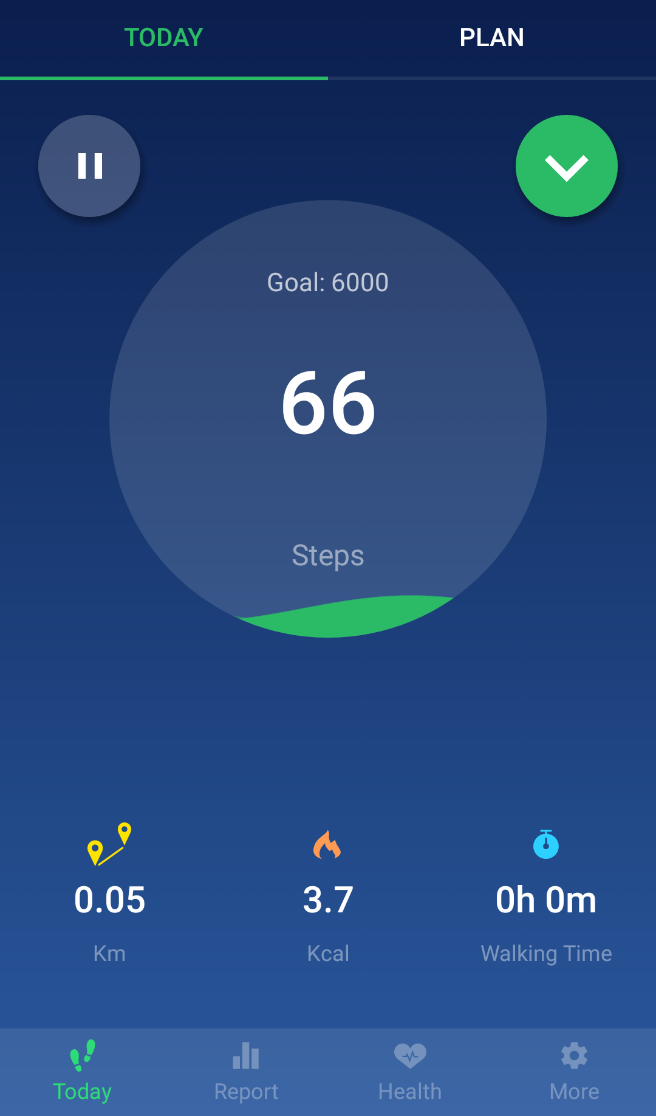 TODAY PLAN
Goal: 6000
66
Steps
0.05 3.7 0h 0m
Km Kcal Walking Time
Today Report Health More